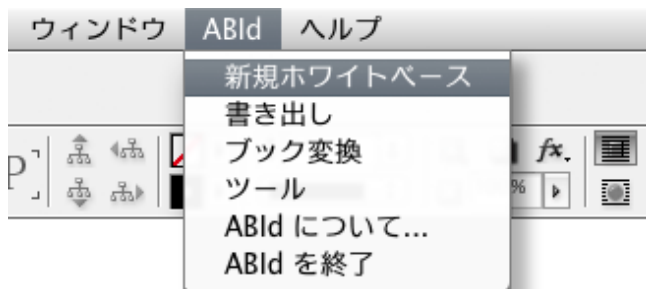 ウィンドウ ABId ヘルプ
新規ホワイトベース
書き出し
ブック変換
ツール
ABId について...
ABId を終了
P
fx.
%